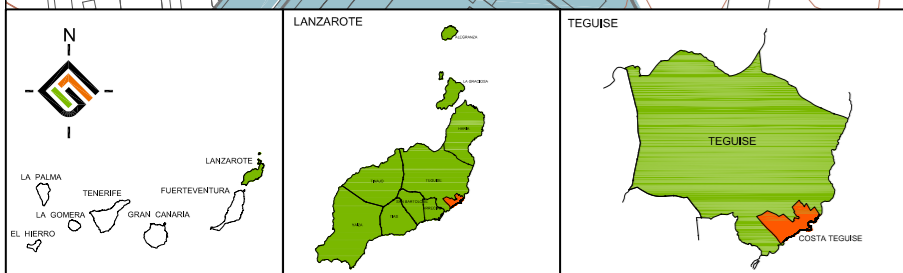 N
LANZAROTE
LA PALMA
TENERIFE
FUERTEVENTURA
LA GOMERA
GRAN CANARIA
EL HIERRO
LANZAROTE
ALEGRANZA
LA GRACIOSA
HARÍA
TEGUISE
TINAJO
YAIZA
TÍAS
TEGUISE
TEGUISE
COSTA TEGUISE